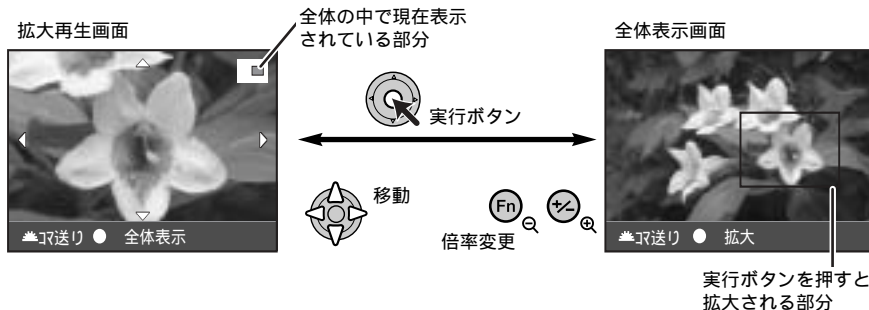 拡大再生画面
全体の中で現在表示
されている部分
全体表示画面
実行ボタン
移動
Fn
+/-
倍率変更
コマ送り 全体表示
コマ送り 拡大
実行ボタンを押すと
拡大される部分